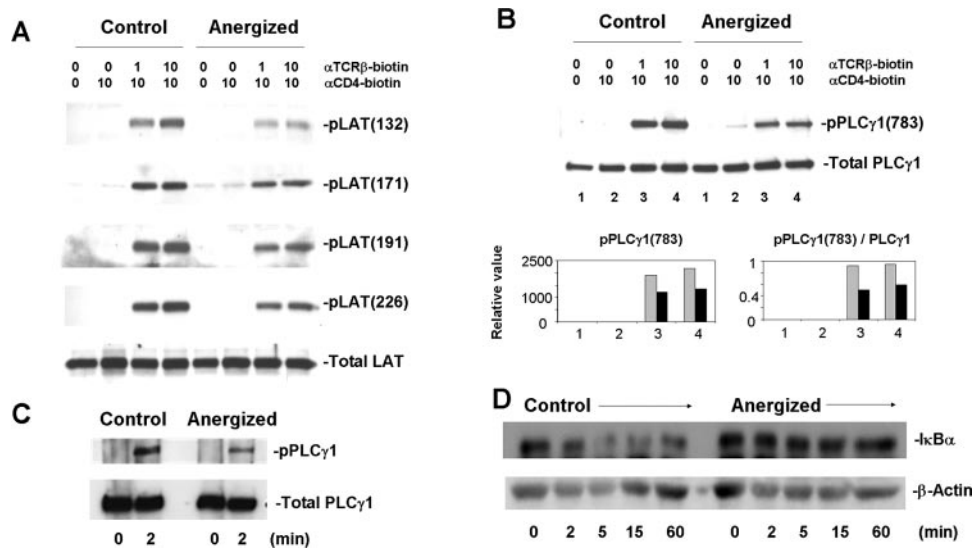 A
Control Anergized
0 0 1 10 0 0 1 10 αTCRβ-biotin
0 10 10 10 0 10 10 10 αCD4-biotin
-pLAT(132)
-pLAT(171)
-pLAT(191)
-pLAT(226)
-Total LAT
B
Control Anergized
0 0 1 10 0 0 1 10 αTCRβ-biotin
0 10 10 10 0 10 10 10 αCD4-biotin
-pPLCγ1(783)
-Total PLCγ1
1 2 3 4 1 2 3 4
pPLCγ1(783)
Relative value
2500
1000
0
1 2 3 4
pPLCγ1(783) / PLCγ1
1
0.4
0
1 2 3 4
C
Control Anergized
-pPLCγ1
-Total PLCγ1
0 2 0 2 (min)
D
Control Anergized
-IκBα
-β-Actin
0 2 5 15 60 0 2 5 15 60 (min)